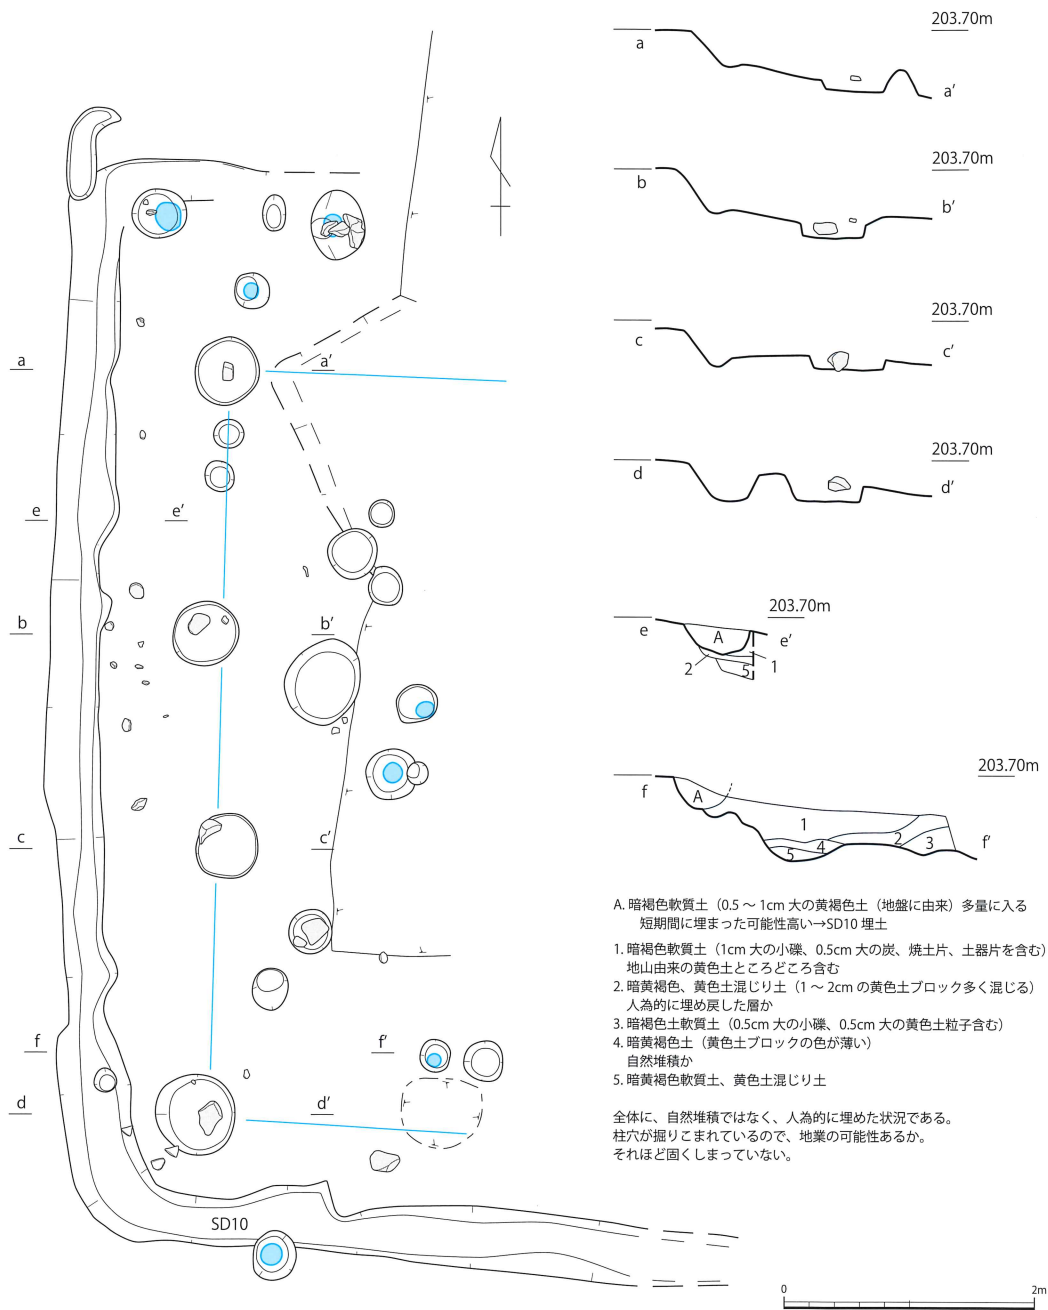 203.70m
a
a′
203.70m
b
b′
203.70m
c
c′
203.70m
d
d′
203.70m
e
A
e′
2
1
5
203.70m
f
A
1
2
3
4
5
f′
a
a′
e
e′
b
b′
c
c′
f
f′
d
d′
SD10
A. 暗褐色軟質土（0.5 ～ 1cm 大の黄褐色土（地盤に由来）多量に入る
短期間に埋まった可能性高い→SD10 埋土
1. 暗褐色軟質土（1cm 大の小礫、0.5cm 大の炭、焼土片、土器片を含む）
地山由来の黄色土ところどころ含む
2. 暗黄褐色、黄色土混じり土（1 ～ 2cm の黄色土ブロック多く混じる）
人為的に埋め戻した層か
3. 暗褐色土軟質土（0.5cm 大の小礫、0.5cm 大の黄色土粒子含む）
4. 暗黄褐色土（黄色土ブロックの色が薄い）
自然堆積か
5. 暗黄褐色軟質土、黄色土混じり土
全体に、自然堆積ではなく、人為的に埋めた状況である。
柱穴が掘りこまれているので、地業の可能性あるか。
それほど固くしまっていない。
0
2m